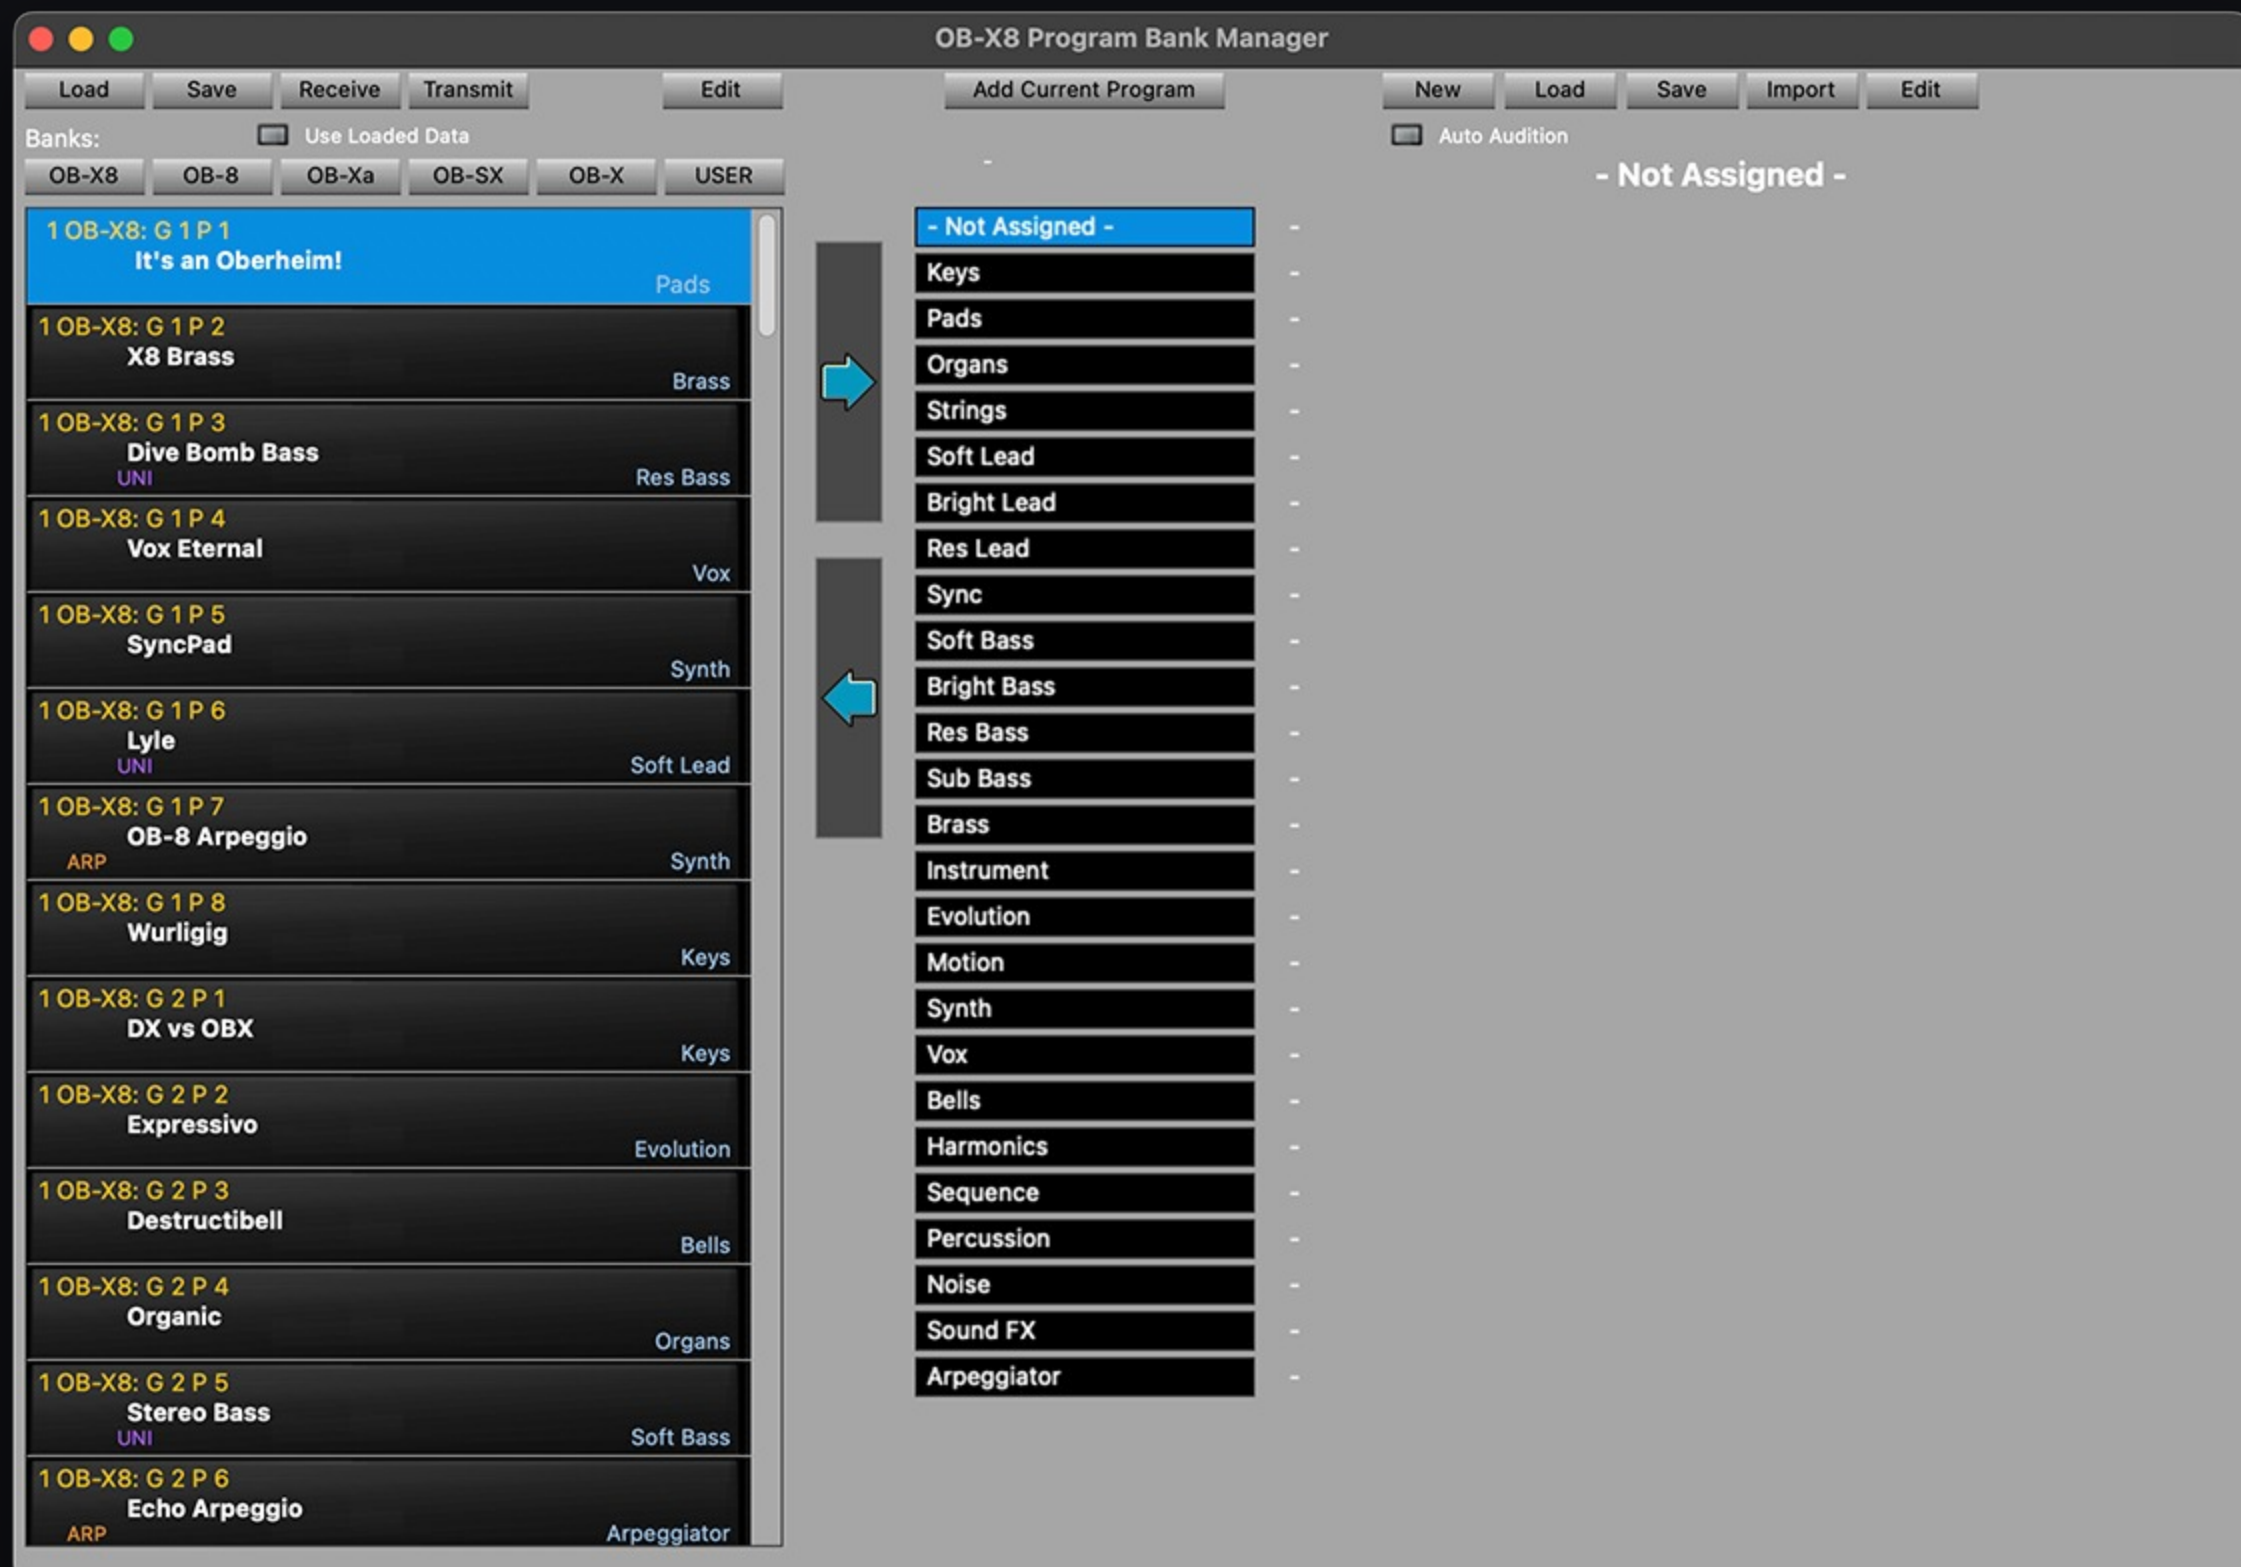 OB-X8 Program Bank Manager
Load Save Receive Transmit Edit Add Current Program New Load Save Import Edit
Banks: Use Loaded Data Auto Audition
-
OB-X8 OB-8 OB-Xa OB-SX OB-X USER - Not Assigned -
1 OB-X8: G 1 P 1
It's an Oberheim!
Pads
1 OB-X8: G 1 P 2
X8 Brass
Brass
1 OB-X8: G 1 P 3
Dive Bomb Bass
UNI Res Bass
1 OB-X8: G 1 P 4
Vox Eternal
Vox
1 OB-X8: G 1 P 5
SyncPad
Synth
1 OB-X8: G 1 P 6
Lyle
UNI Soft Lead
1 OB-X8: G 1 P 7
OB-8 Arpeggio
ARP Synth
1 OB-X8: G 1 P 8
Wurligig
Keys
1 OB-X8: G 2 P 1
DX vs OBX
Keys
1 OB-X8: G 2 P 2
Expressivo
Evolution
1 OB-X8: G 2 P 3
Destructibell
Bells
1 OB-X8: G 2 P 4
Organic
Organs
1 OB-X8: G 2 P 5
Stereo Bass
UNI Soft Bass
1 OB-X8: G 2 P 6
Echo Arpeggio
ARP Arpeggiator
- Not Assigned - -
Keys -
Pads -
Organs -
Strings -
Soft Lead -
Bright Lead -
Res Lead -
Sync -
Soft Bass -
Bright Bass -
Res Bass -
Sub Bass -
Brass -
Instrument -
Evolution -
Motion -
Synth -
Vox -
Bells -
Harmonics -
Sequence -
Percussion -
Noise -
Sound FX -
Arpeggiator -